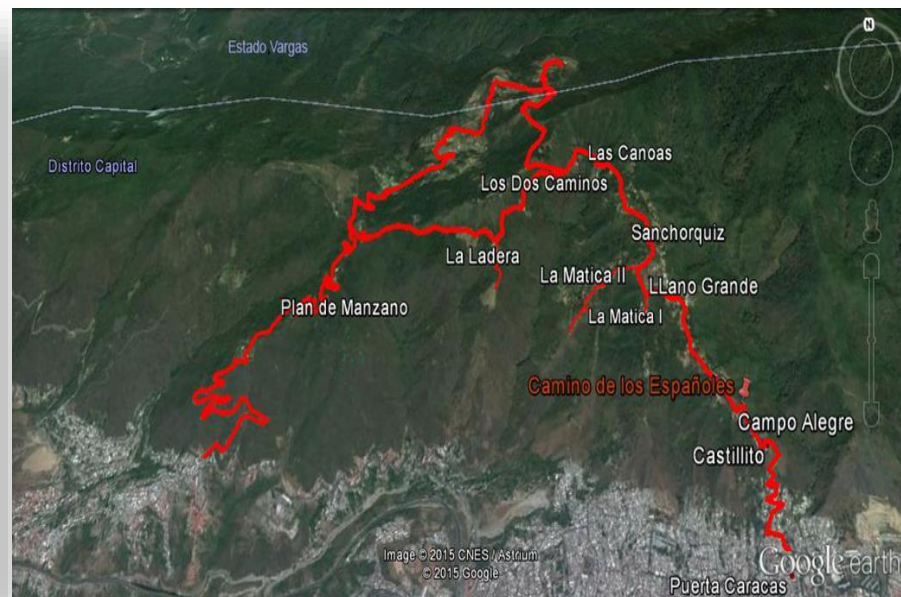 N
Estado Vargas
Distrito Capital
Las Canoas
Los Dos Caminos
Sanchorquiz
La Ladera
La Matica II
LLano Grande
Plan de Manzano
La Matica I
Camino de los Españoles
Campo Alegre
Castillito
Image © 2015 CNES / Astrium
© 2015 Google
Google earth
Puerta Caracas